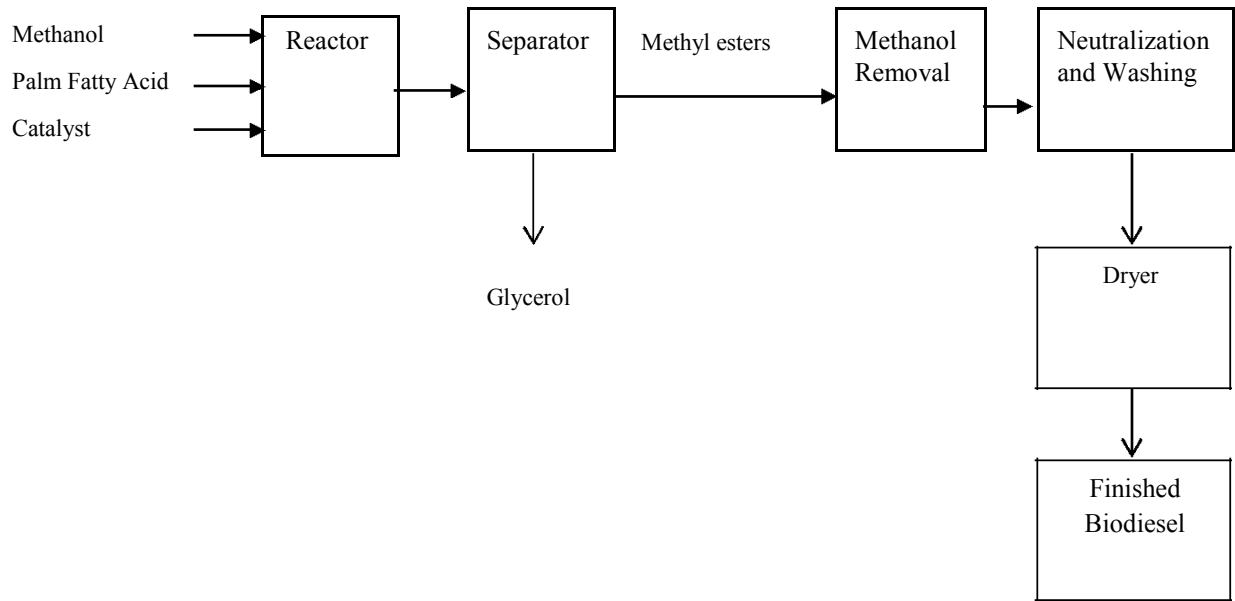 Methanol
Palm Fatty Acid
Catalyst
Reactor
Separator
Methyl esters
Methanol
Removal
Neutralization
and Washing
Glycerol
Dryer
Finished
Biodiesel